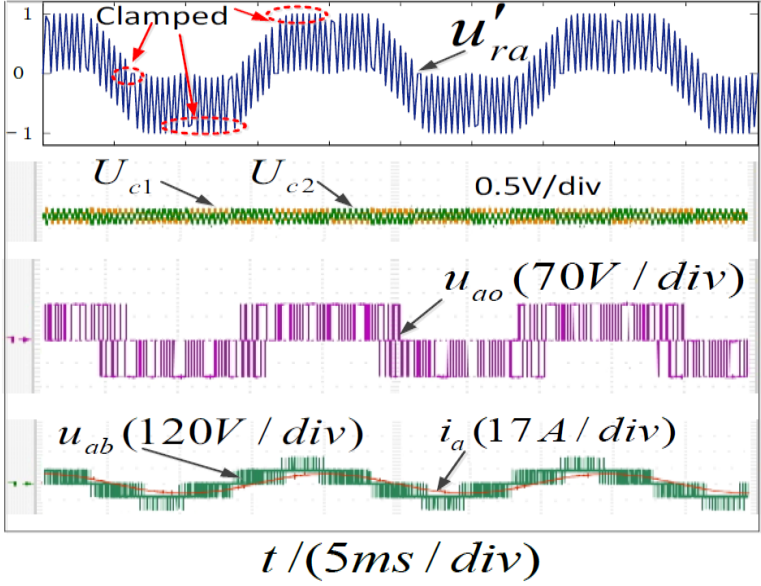 1
Clamped
u'ra
0
−1
Uc1 Uc2 0.5V/div
uao (70V / div)
uab (120V / div) ia (17A / div)
t /(5ms / div)